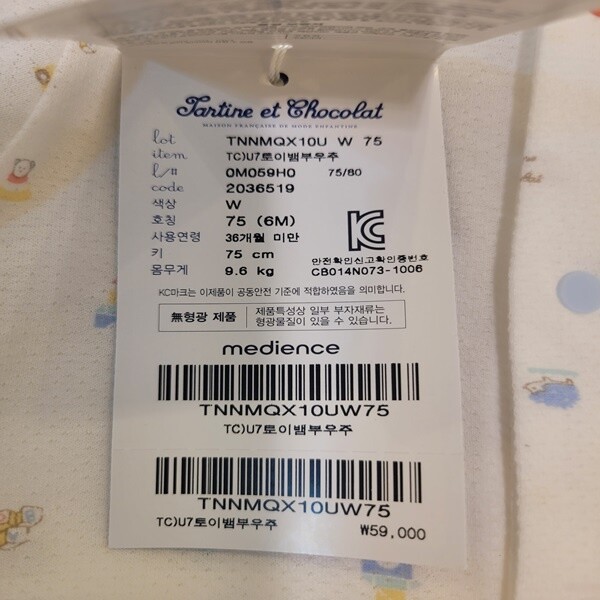 Tartine et Chocolat
MAISON FRANÇAISE DE MODE ENFANTINE
lot TNNMQX10U W 75
item TC)U7토이뱀부우주
L/# 0M059H0 75/80
code 2036519
색상 W
호칭 75 (6M)
사용연령 36개월 미만
키 75 cm
몸무게 9.6 kg
안전확인신고확인증번호
CB014N073-1006
KC마크는 이제품이 공동안전 기준에 적합하였음을 의미합니다.
無형광 제품
제품특성상 일부 부자재류는
형광물질이 있을 수 있습니다.
medience
TNNMQX10UW75
TC)U7토이뱀부우주
TNNMQX10UW75
TC)U7토이뱀부우주
₩59,000